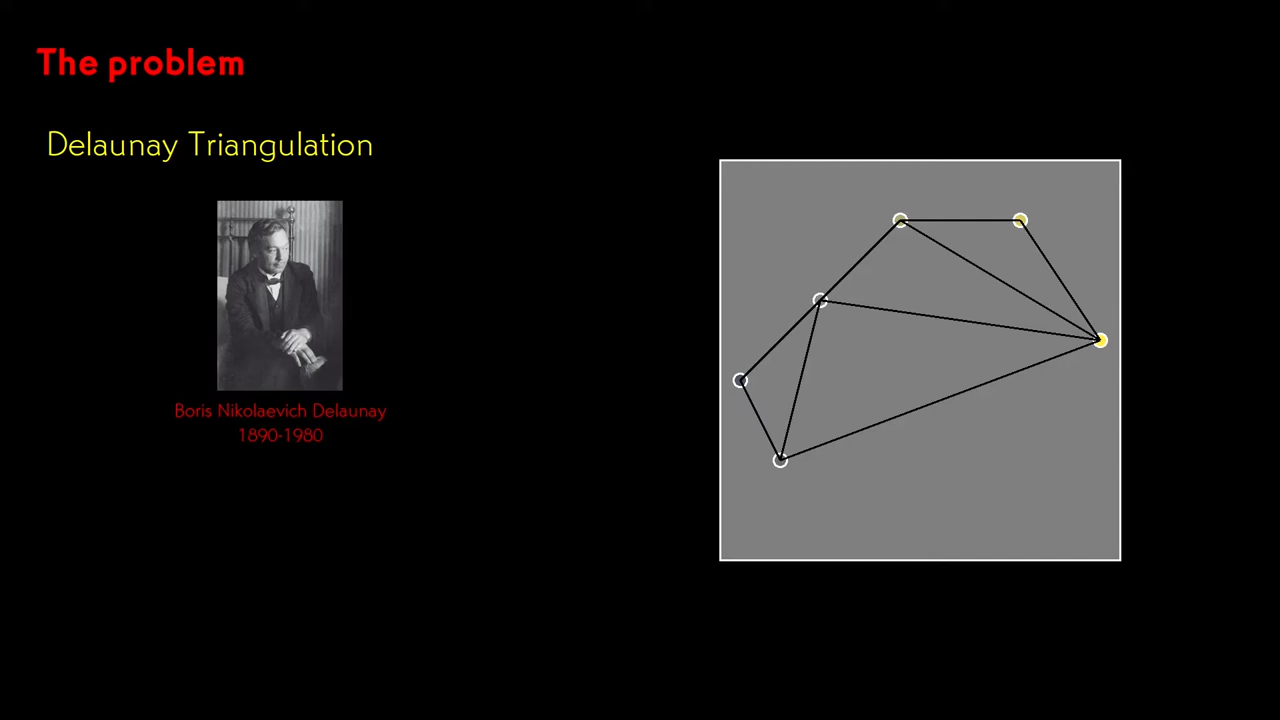 The problem
Delaunay Triangulation
Boris Nikolaevich Delaunay
1890-1980